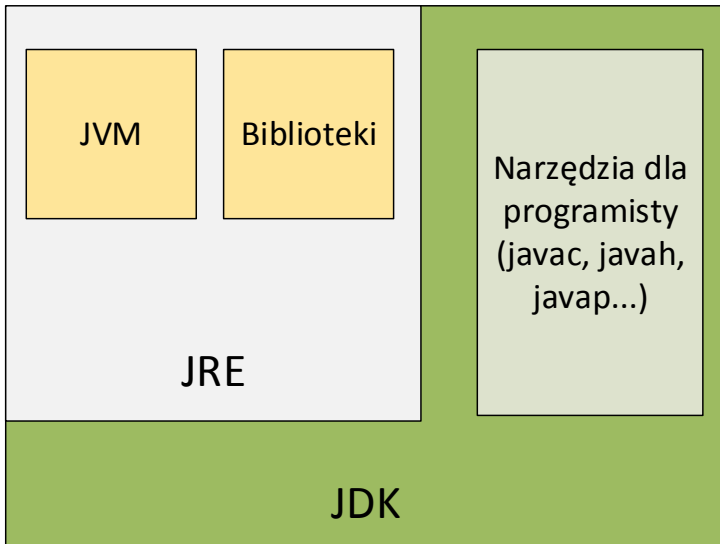 JVM
Biblioteki
Narzędzia dla
programisty
(javac, javah,
javap...)
JRE
JDK